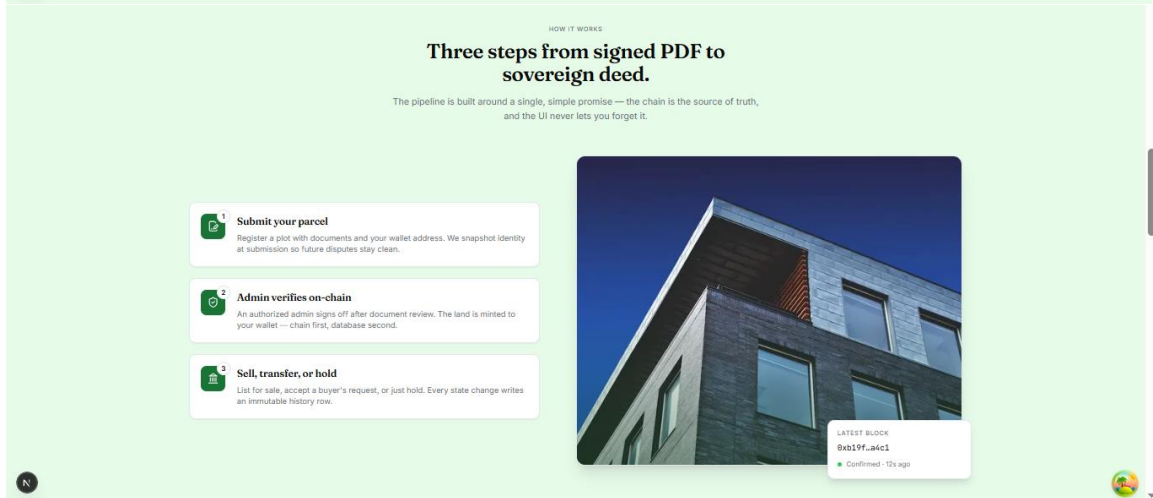 HOW IT WORKS
Three steps from signed PDF to
sovereign deed.
The pipeline is built around a single, simple promise — the chain is the source of truth,
and the UI never lets you forget it.
1
Submit your parcel
Register a plot with documents and your wallet address. We snapshot identity
at submission so future disputes stay clean.
2
Admin verifies on-chain
An authorized admin signs off after document review. The land is minted to
your wallet — chain first, database second.
3
Sell, transfer, or hold
List for sale, accept a buyer's request, or just hold. Every state change writes
an immutable history row.
LATEST BLOCK
0xb19f…a4c1
Confirmed · 12s ago
N